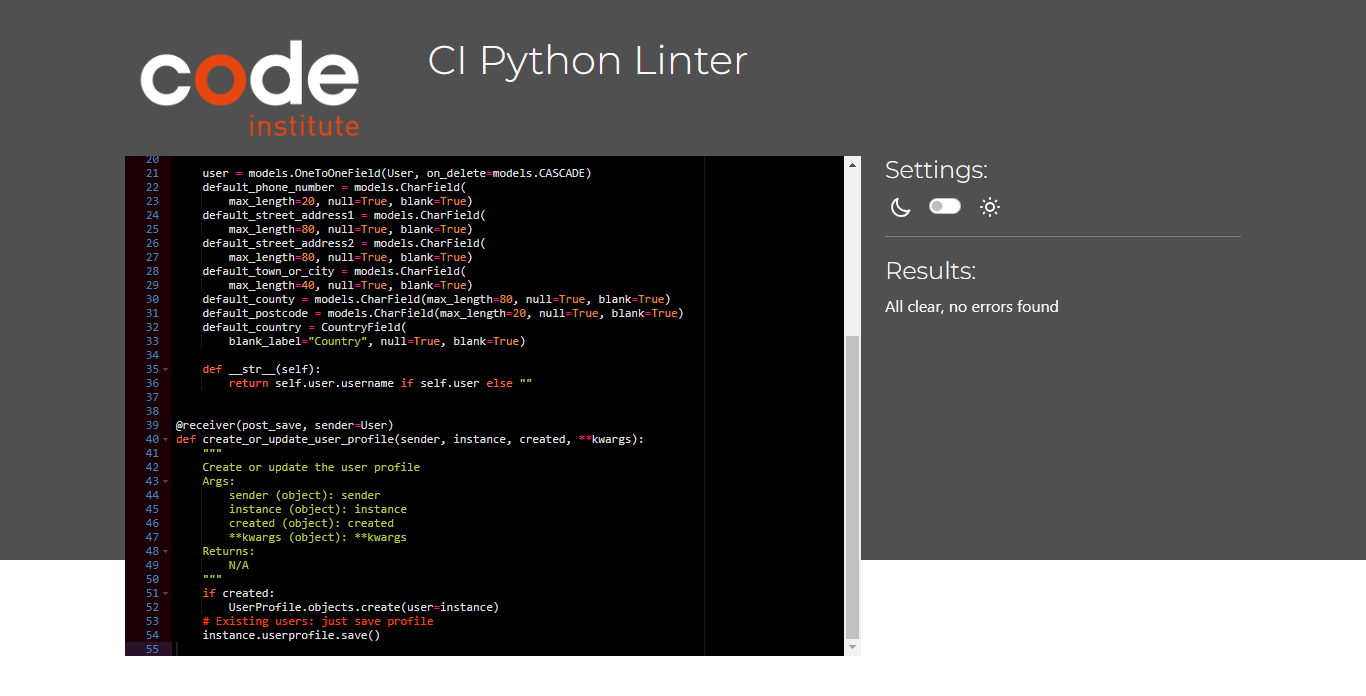 code
institute
CI Python Linter
20
21 user = models.OneToOneField(User, on_delete=models.CASCADE)
22 default_phone_number = models.CharField(
23 max_length=20, null=True, blank=True)
24 default_street_address1 = models.CharField(
25 max_length=80, null=True, blank=True)
26 default_street_address2 = models.CharField(
27 max_length=80, null=True, blank=True)
28 default_town_or_city = models.CharField(
29 max_length=40, null=True, blank=True)
30 default_county = models.CharField(max_length=80, null=True, blank=True)
31 default_postcode = models.CharField(max_length=20, null=True, blank=True)
32 default_country = CountryField(
33 blank_label="Country", null=True, blank=True)
34
35 def __str__(self):
36 return self.user.username if self.user else ""
37
38
39 @receiver(post_save, sender=User)
40 def create_or_update_user_profile(sender, instance, created, **kwargs):
41 """
42 Create or update the user profile
43 Args:
44 sender (object): sender
45 instance (object): instance
46 created (object): created
47 **kwargs (object): **kwargs
48 Returns:
49 N/A
50 """
51 if created:
52 UserProfile.objects.create(user=instance)
53 # Existing users: just save profile
54 instance.userprofile.save()
55
Settings:
Results:
All clear, no errors found